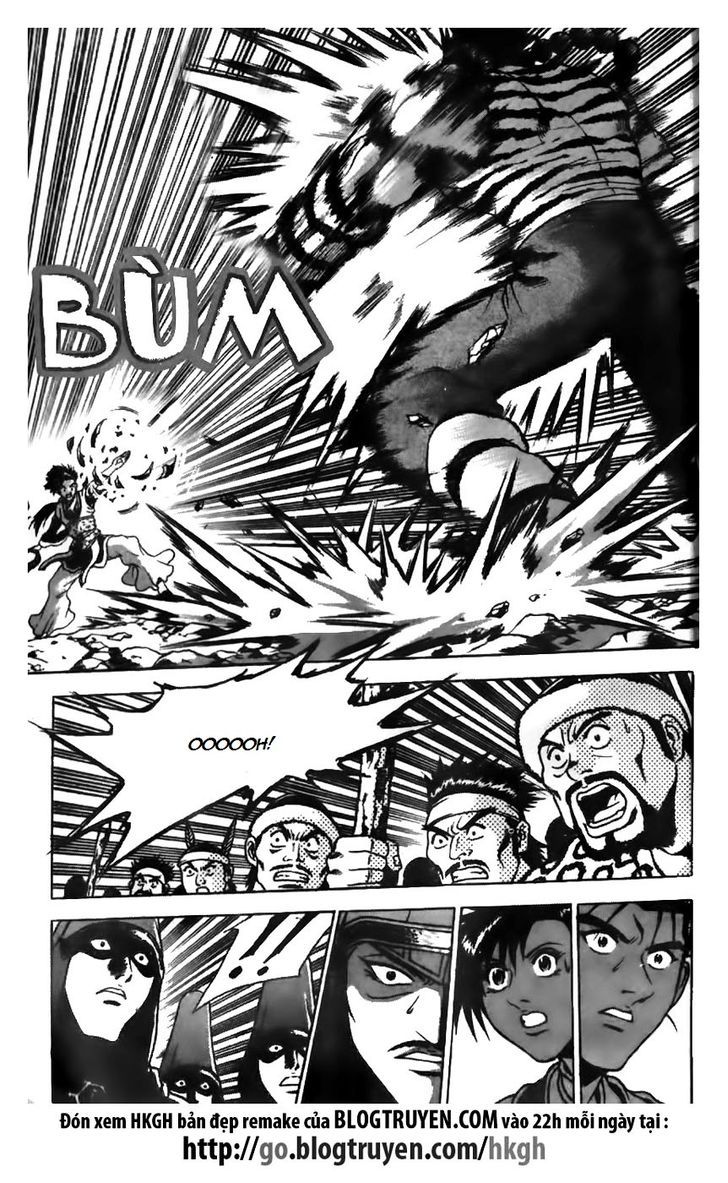 BÙM
OOOOOH!
!!
Đón xem HKGH bản đẹp remake của BLOGTRUYEN.COM vào 22h mỗi ngày tại :
http://go.blogtruyen.com/hkgh